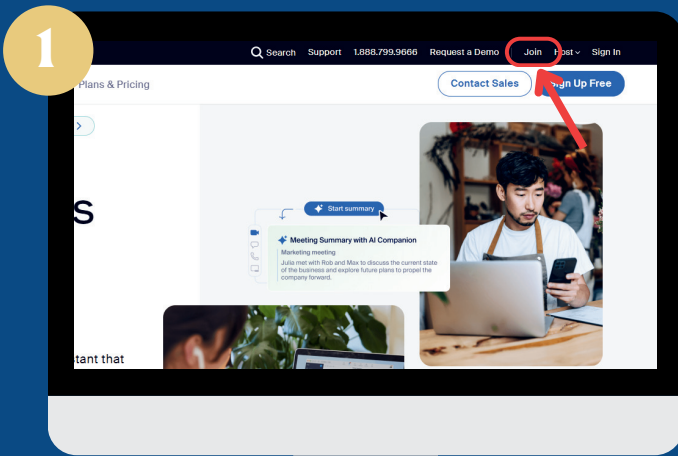 1
Search Support 1.888.799.9666 Request a Demo Join Host Sign In
Plans & Pricing
Contact Sales
Sign Up Free
S
Start summary
Meeting Summary with AI Companion
Marketing meeting
Julia met with Rob and Max to discuss the current state
of the business and explore future plans to propel the
company forward.
stant that